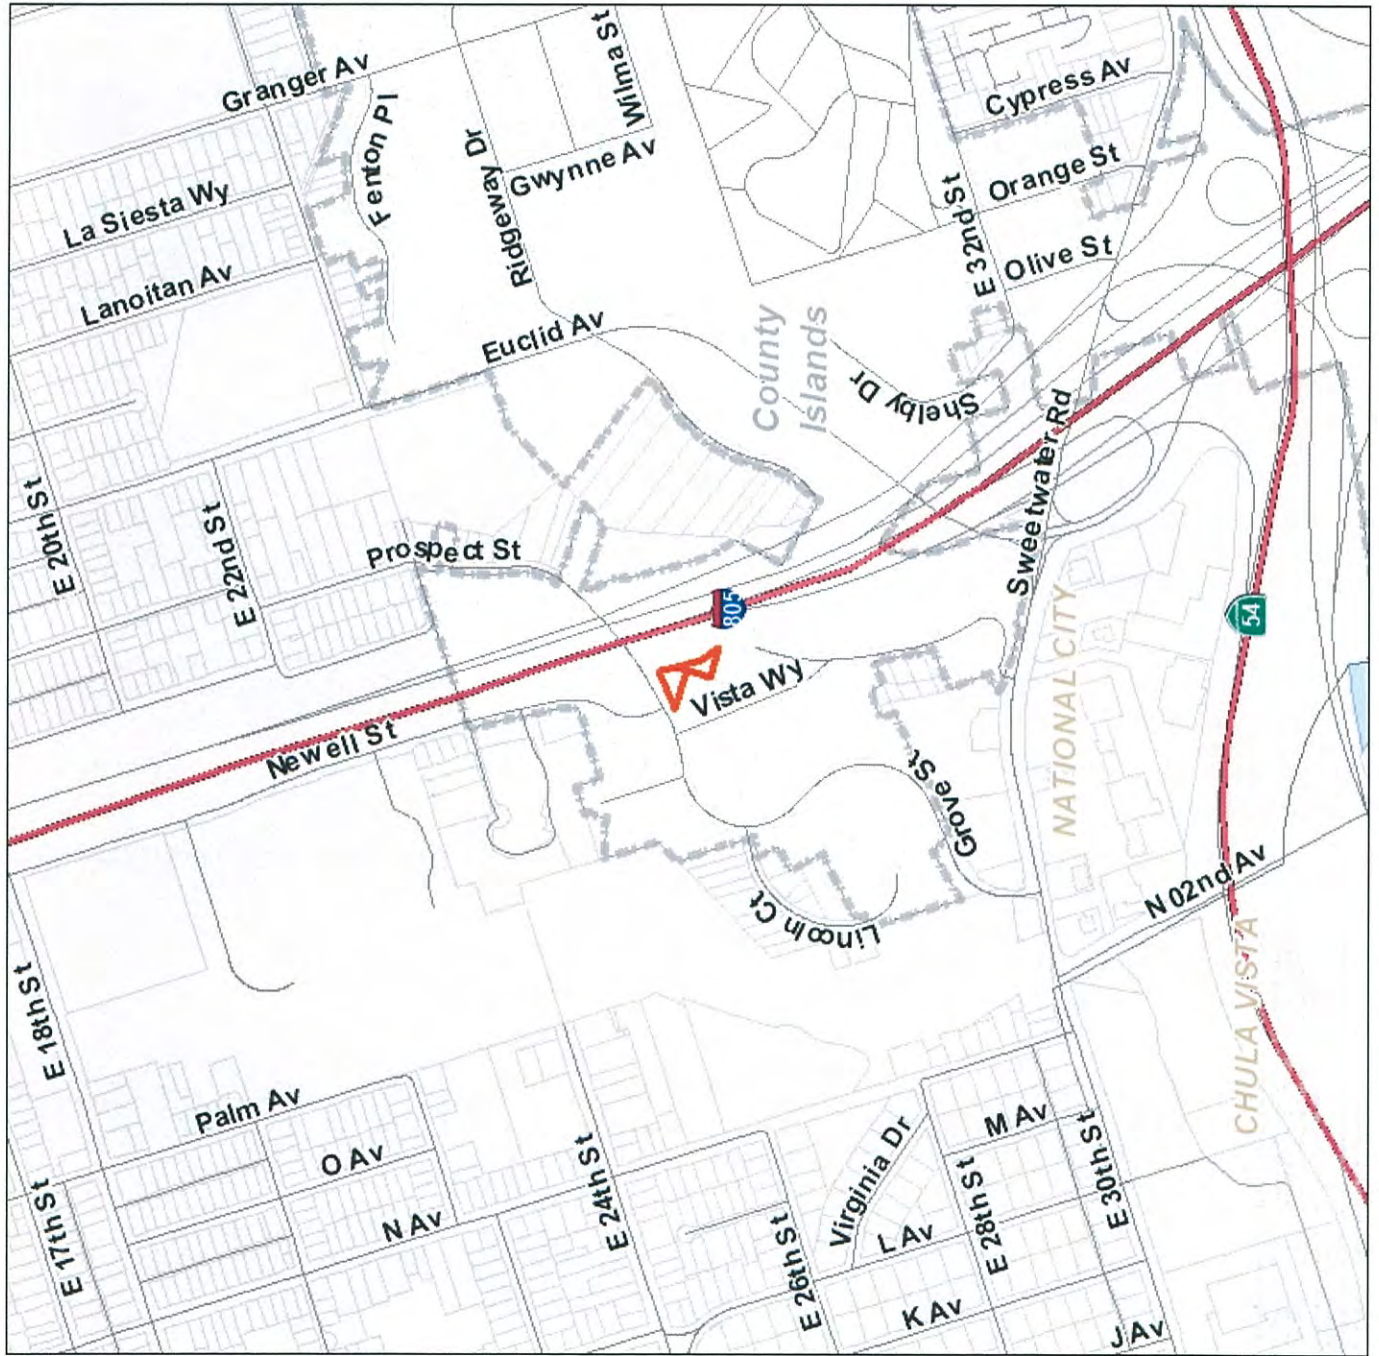 Granger Av
Fenton Pl
Wilma St
Cypress Av
Ridgeway Dr
Gwynne Av
Orange St
La Siesta Wy
E 32nd St
Olive St
Lanoitan Av
Euclid Av
County
Islands
Shelby Dr
Sweetwater Rd
E 20th St
E 22nd St
Prospect St
805
54
Vista Wy
NATIONAL CITY
Newell St
Grove St
N 02nd Av
Lincoln Ct
CHULA VISTA
E 18th St
Palm Av
O Av
N Av
E 17th St
E 24th St
Virginia Dr
M Av
E 30th St
E 28th St
L Av
E 26th St
K Av
J Av